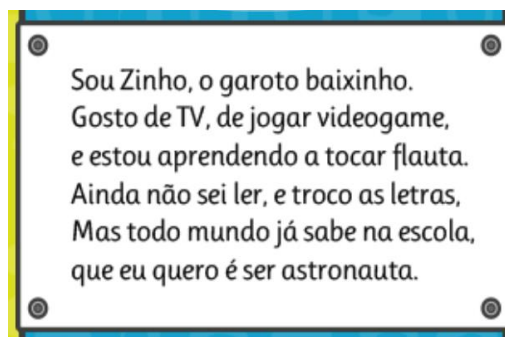 Sou Zinho, o garoto baixinho.
Gosto de TV, de jogar videogame,
e estou aprendendo a tocar flauta.
Ainda não sei ler, e troco as letras,
Mas todo mundo já sabe na escola,
que eu quero é ser astronauta.